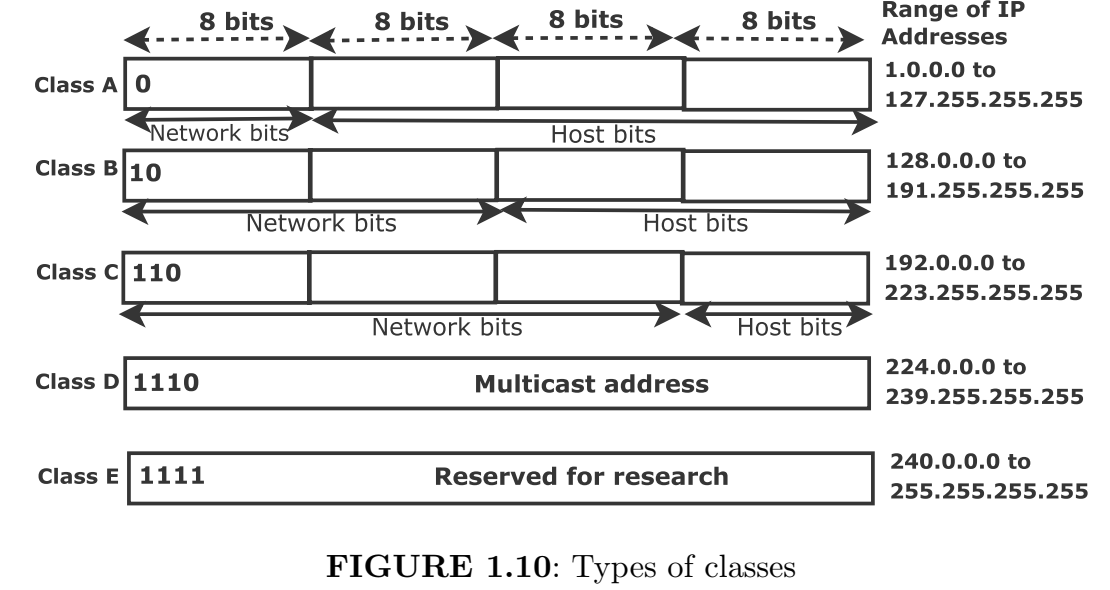 8 bits 8 bits 8 bits 8 bits Range of IP
Addresses
Class A 0 1.0.0.0 to
127.255.255.255
Network bits Host bits
Class B 10 128.0.0.0 to
191.255.255.255
Network bits Host bits
Class C 110 192.0.0.0 to
223.255.255.255
Network bits Host bits
Class D 1110 Multicast address 224.0.0.0 to
239.255.255.255
Class E 1111 Reserved for research 240.0.0.0 to
255.255.255.255
FIGURE 1.10: Types of classes